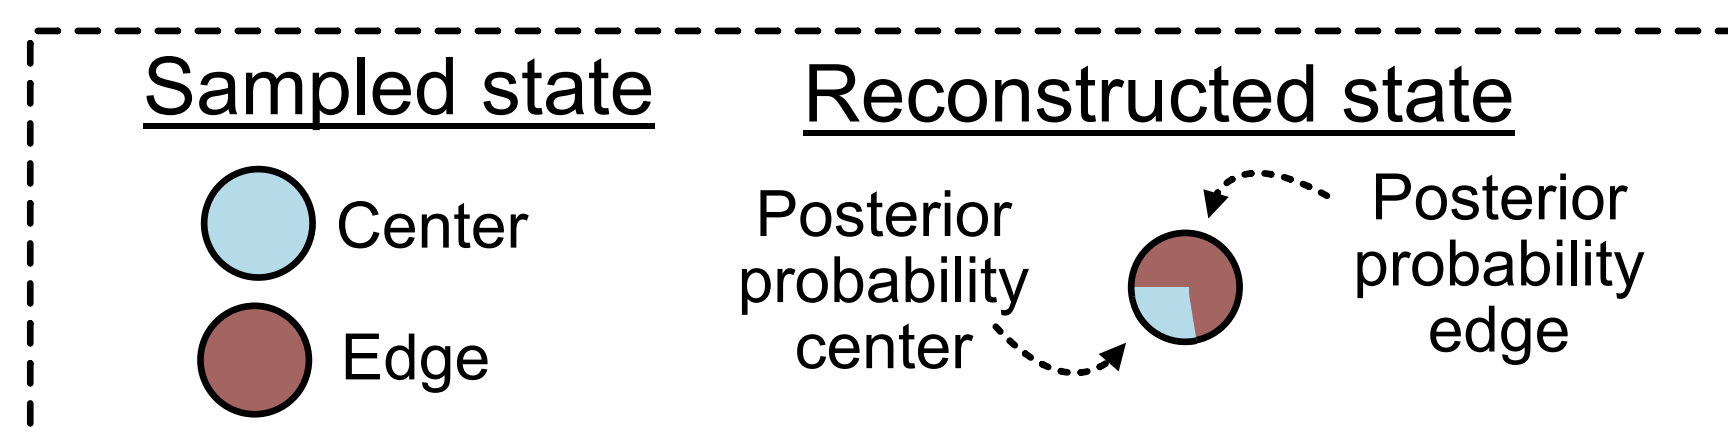 Sampled state
Center
Edge
Reconstructed state
Posterior
probability
center
Posterior
probability
edge